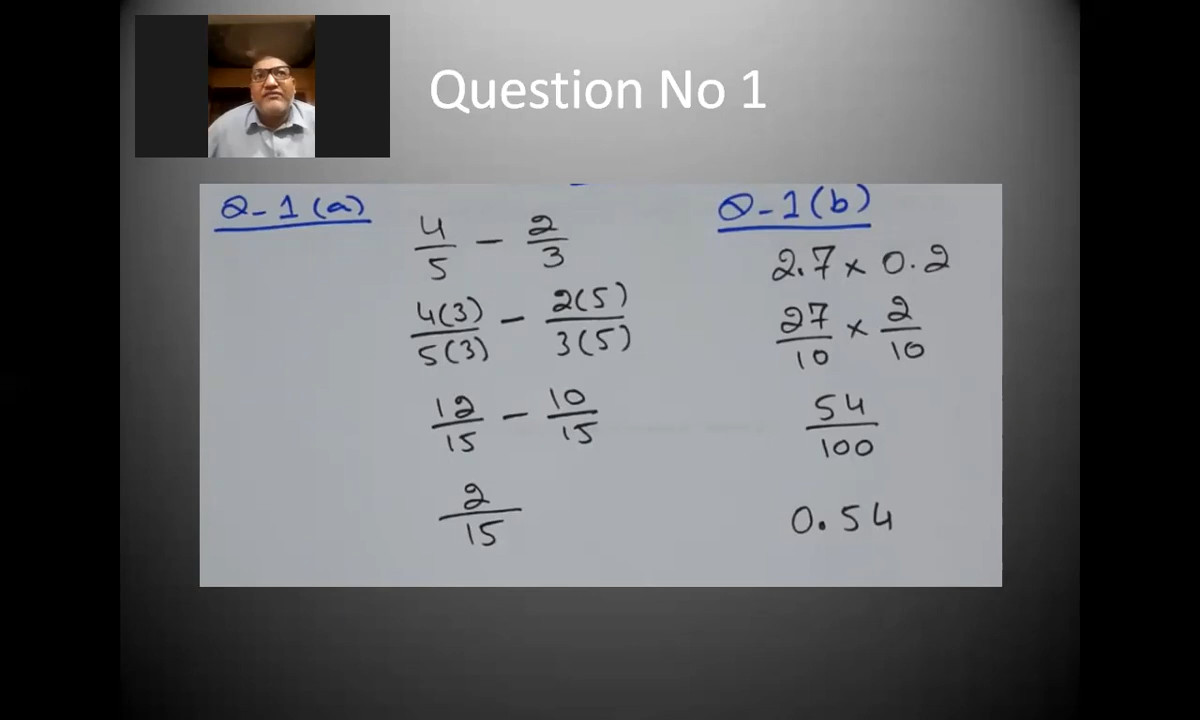 Question No 1
Q-1(a)
4/5 - 2/3
4(3)/5(3) - 2(5)/3(5)
12/15 - 10/15
2/15
Q-1(b)
2.7 x 0.2
27/10 x 2/10
54/100
0.54